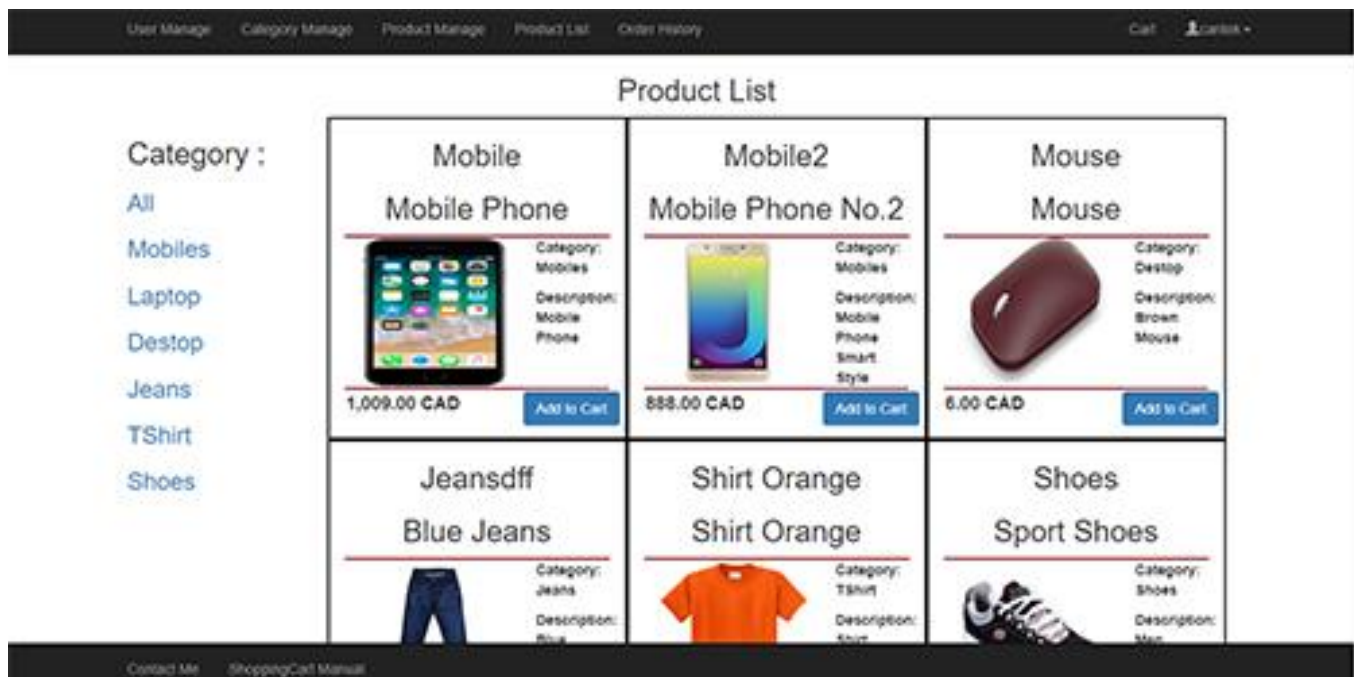 User Manage Category Manage Product Manage Product List Order History Cart
Product List
Category :
All
Mobiles
Laptop
Destop
Jeans
TShirt
Shoes
Mobile
Mobile Phone
Category:
Mobiles
Description:
Mobile
Phone
1,009.00 CAD
Add to Cart
Mobile2
Mobile Phone No.2
Category:
Mobiles
Description:
Mobile
Phone
Smart
Style
888.00 CAD
Add to Cart
Mouse
Mouse
Category:
Destop
Description:
Brown
Mouse
6.00 CAD
Add to Cart
Jeansdff
Blue Jeans
Category:
Jeans
Description:
Blue
Shirt Orange
Shirt Orange
Category:
TShirt
Description:
Shirt
Shoes
Sport Shoes
Category:
Shoes
Description:
Men
Contact Me ShoppingCart Manual